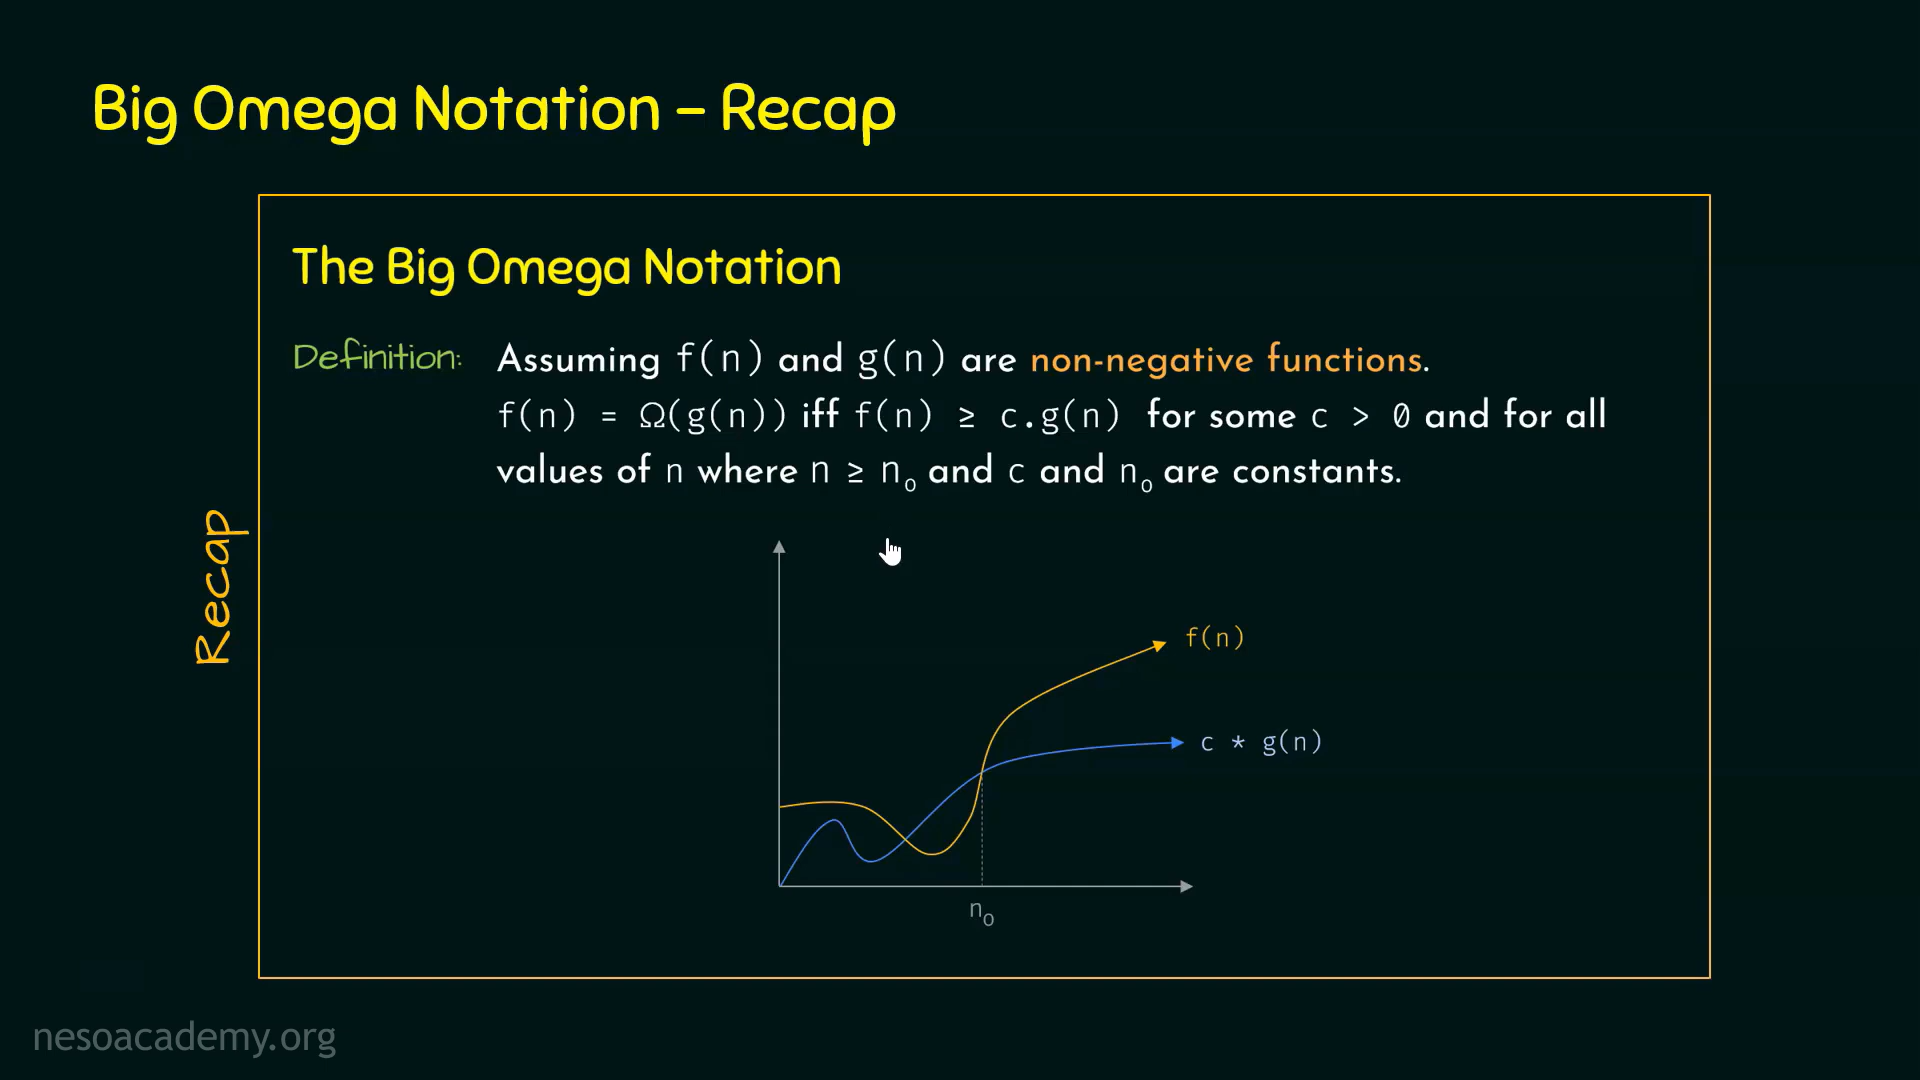 Big Omega Notation – Recap
The Big Omega Notation
Definition: Assuming f(n) and g(n) are non-negative functions.
f(n) = Ω(g(n)) iff f(n) ≥ c.g(n) for some c > 0 and for all
values of n where n ≥ n₀ and c and n₀ are constants.
Recap
f(n)
c * g(n)
n₀
nesoacademy.org